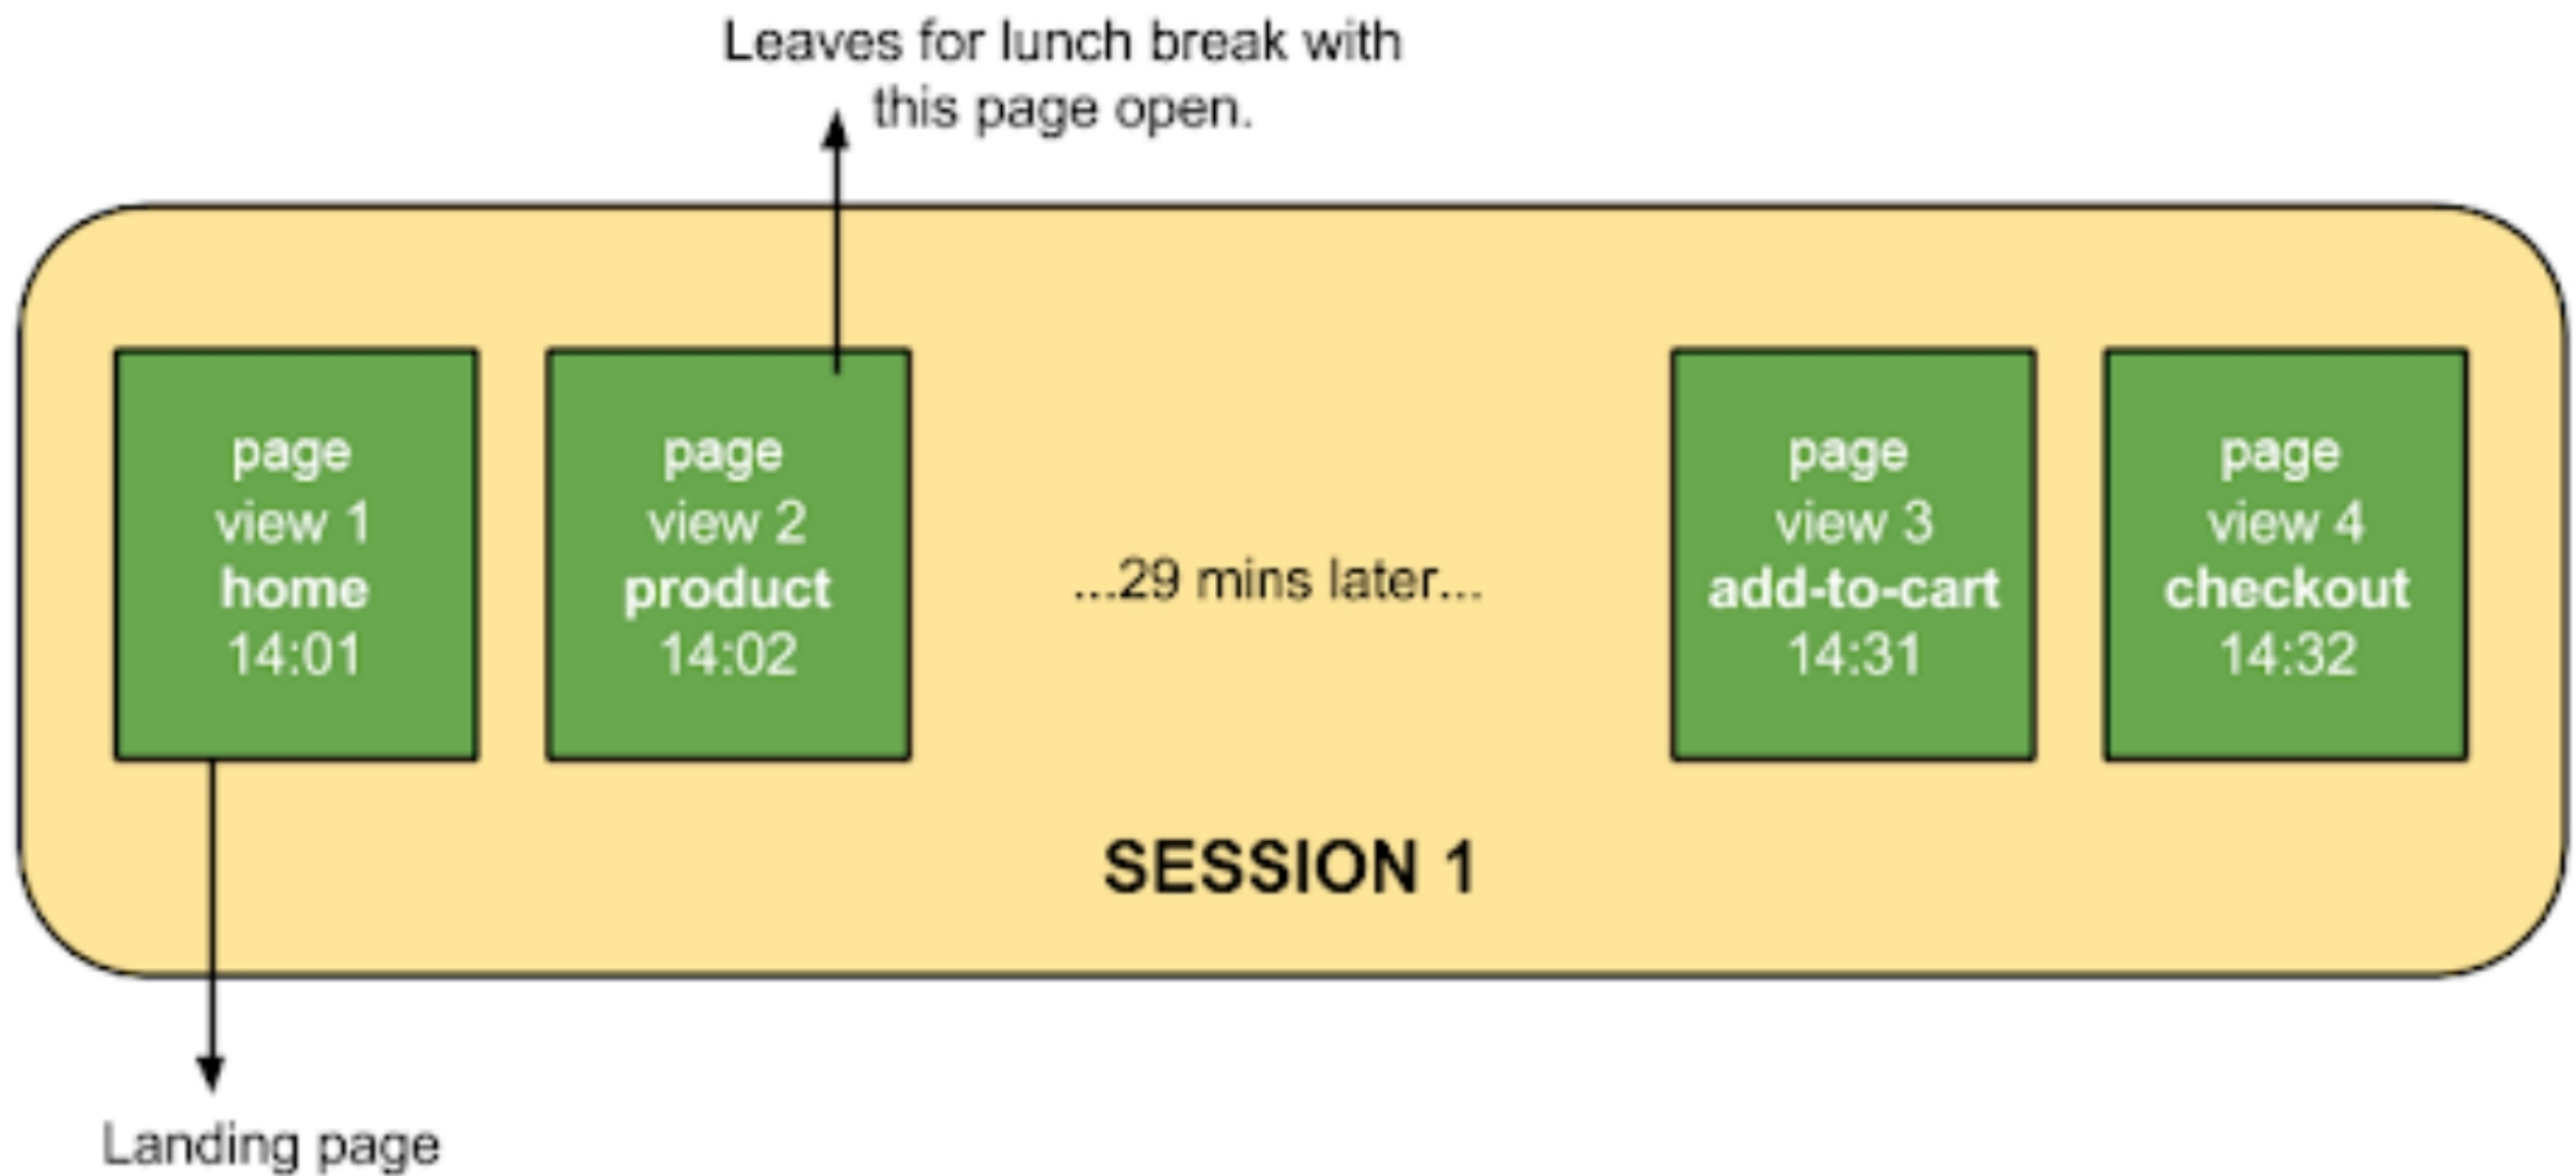 Leaves for lunch break with
this page open.
page
view 1
home
14:01
page
view 2
product
14:02
...29 mins later...
page
view 3
add-to-cart
14:31
page
view 4
checkout
14:32
SESSION 1
Landing page